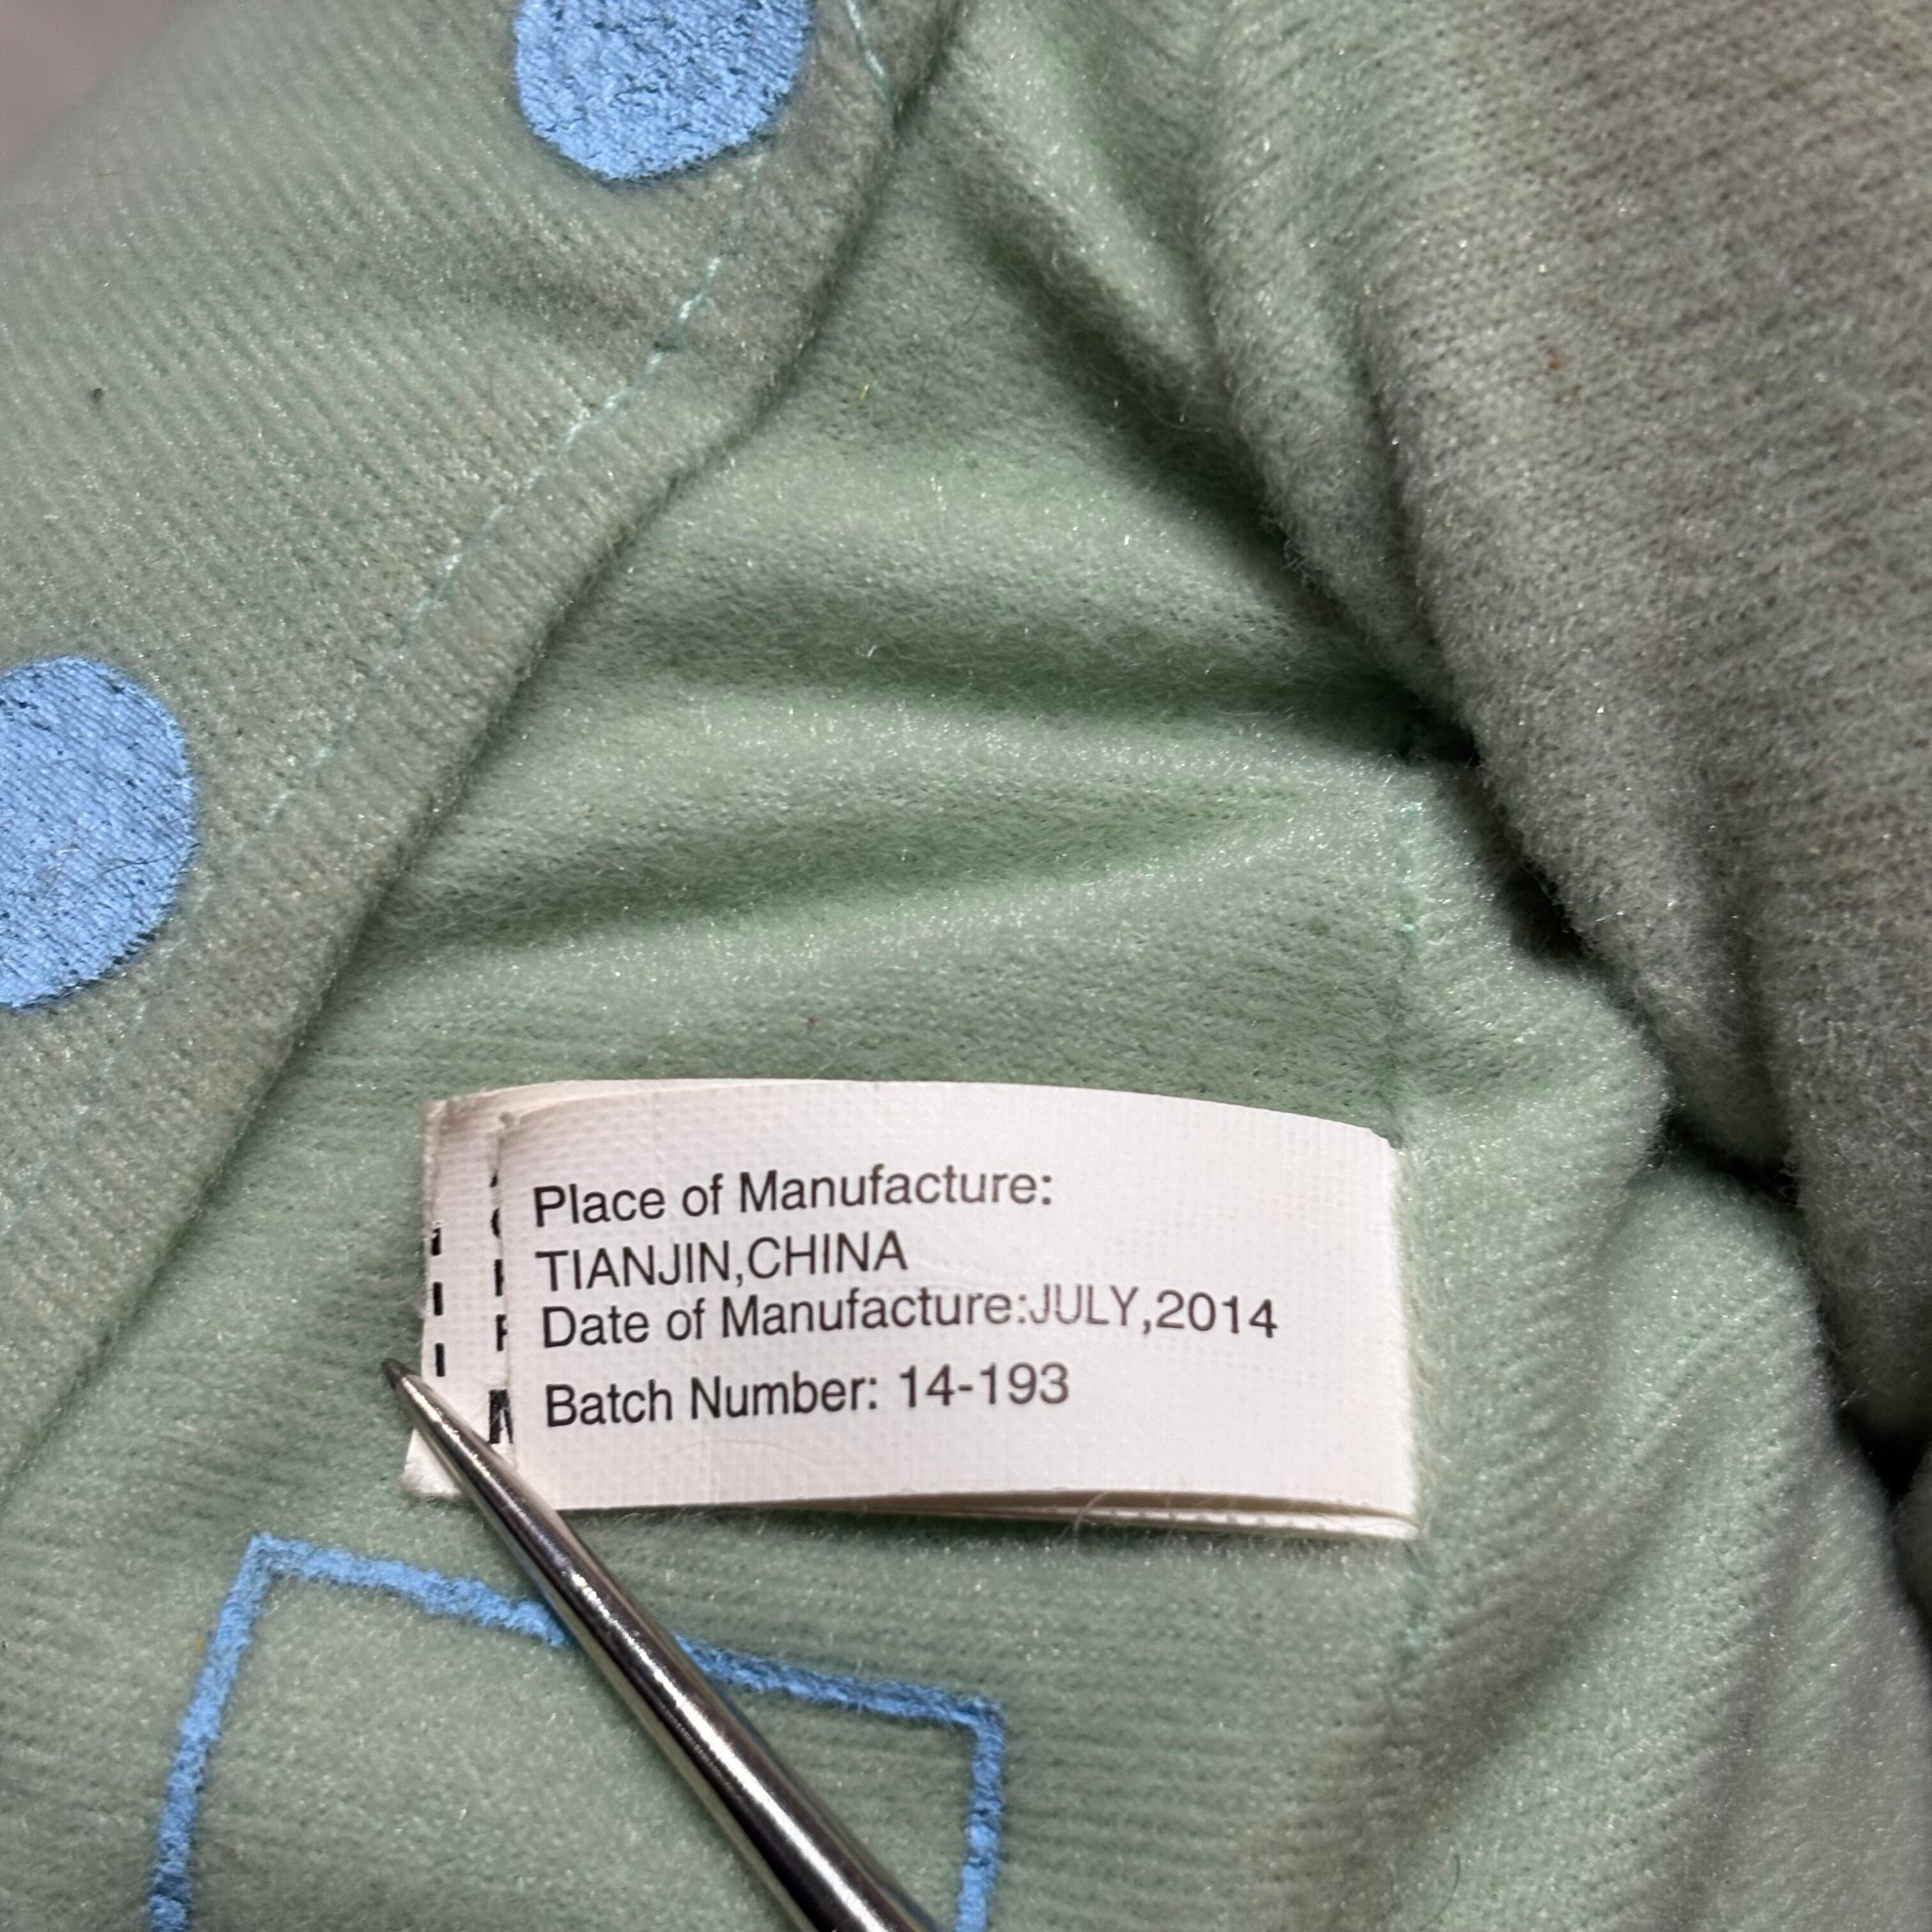 Place of Manufacture:
TIANJIN,CHINA
Date of Manufacture:JULY,2014
Batch Number: 14-193